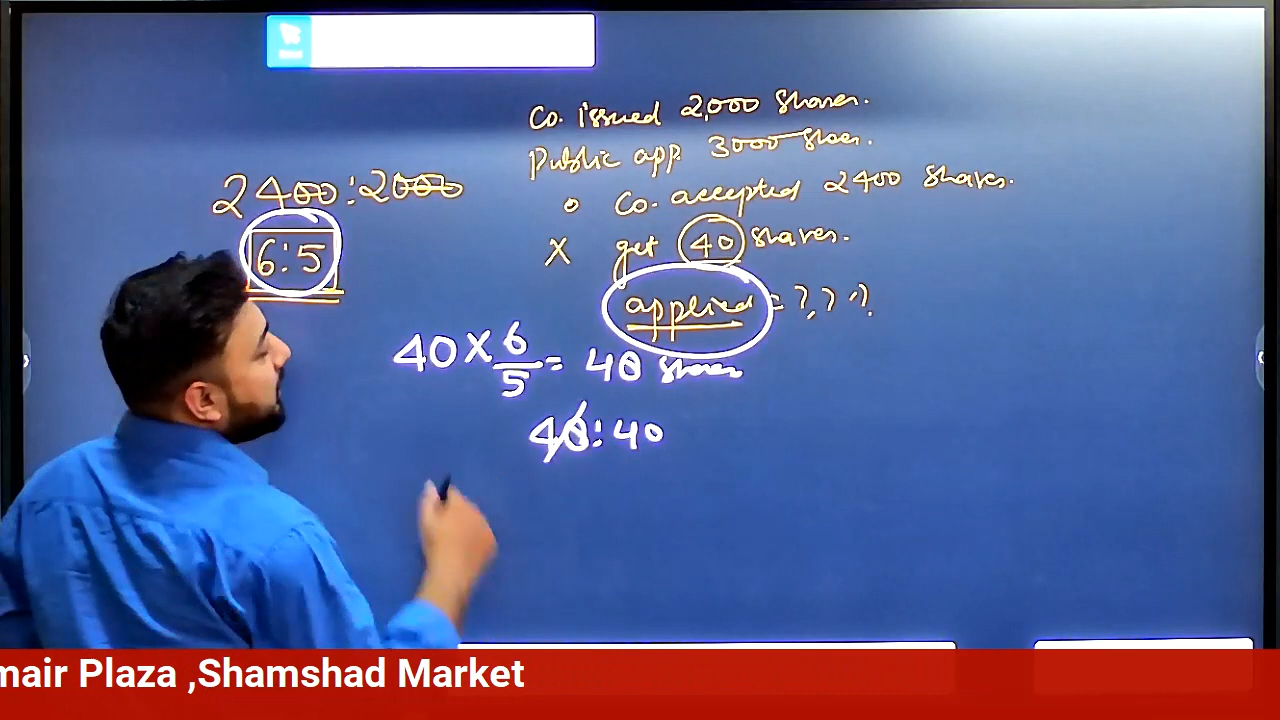 Co. issued 2,000 Shares.
Public app. 3000 Shares.
2400:2000
Co. accepted 2400 Shares.
X get 40 Shares.
6:5
applied = ? ? ?
40 X 6/5 = 48 Shares
48:40
mair Plaza ,Shamshad Market